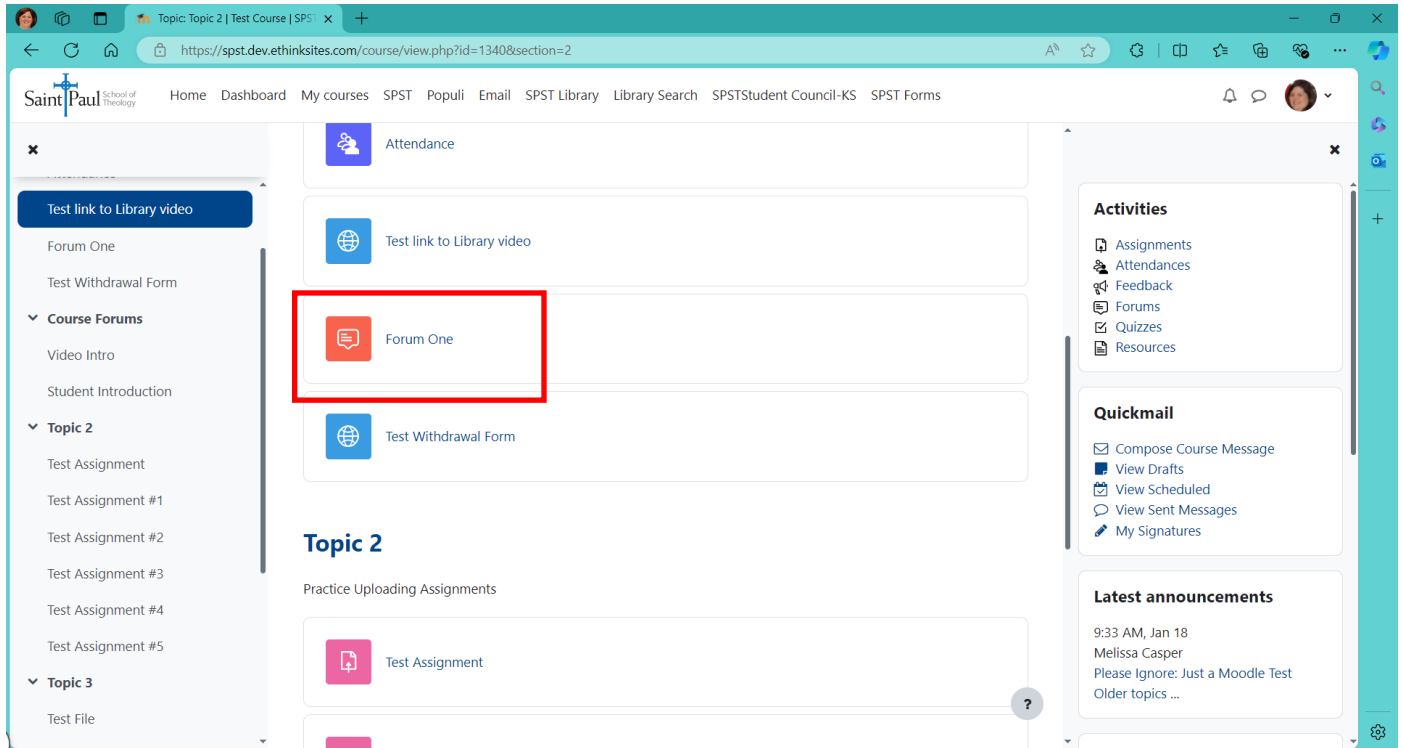 Topic: Topic 2 | Test Course | SPST
https://spst.dev.ethinksites.com/course/view.php?id=1340&section=2
Saint Paul School of Theology
Home Dashboard My courses SPST Populi Email SPST Library Library Search SPSTStudent Council-KS SPST Forms
Attendance
Test link to Library video
Forum One
Test Withdrawal Form
Course Forums
Video Intro
Student Introduction
Topic 2
Test Assignment
Test Assignment #1
Test Assignment #2
Test Assignment #3
Test Assignment #4
Test Assignment #5
Topic 3
Test File
Attendance
Test link to Library video
Forum One
Test Withdrawal Form
Topic 2
Practice Uploading Assignments
Test Assignment
?
Activities
Assignments
Attendances
Feedback
Forums
Quizzes
Resources
Quickmail
Compose Course Message
View Drafts
View Scheduled
View Sent Messages
My Signatures
Latest announcements
9:33 AM, Jan 18
Melissa Casper
Please Ignore: Just a Moodle Test
Older topics ...